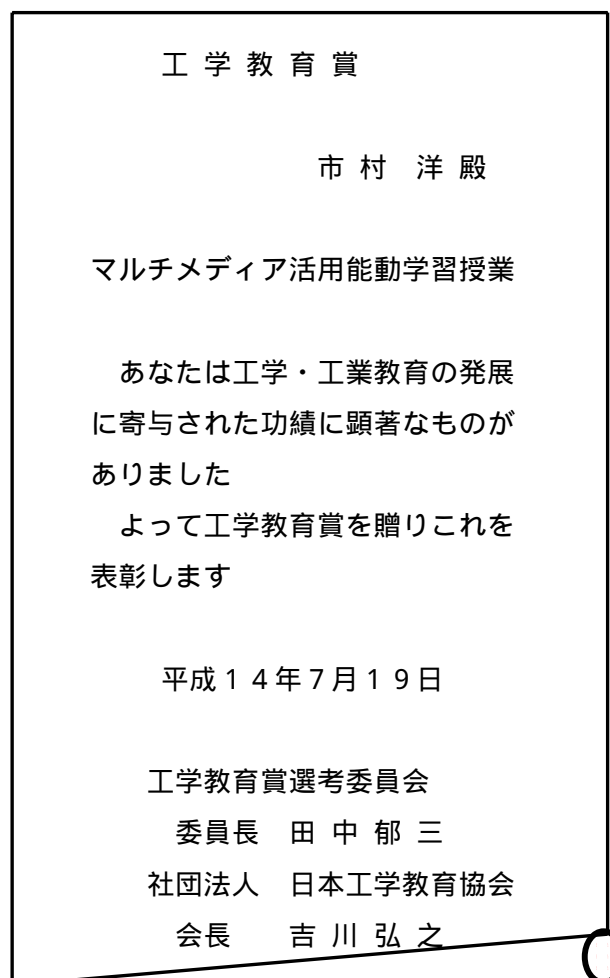 工 学 教 育 賞
市 村　洋 殿
マルチメディア活用能動学習授業
　あなたは工学・工業教育の発展
に寄与された功績に顕著なものが
ありました
　よって工学教育賞を贈りこれを
表彰します
平成１４年７月１９日
工学教育賞選考委員会
委員長　田 中 郁 三
社団法人　日本工学教育協会
会長　　吉 川 弘 之